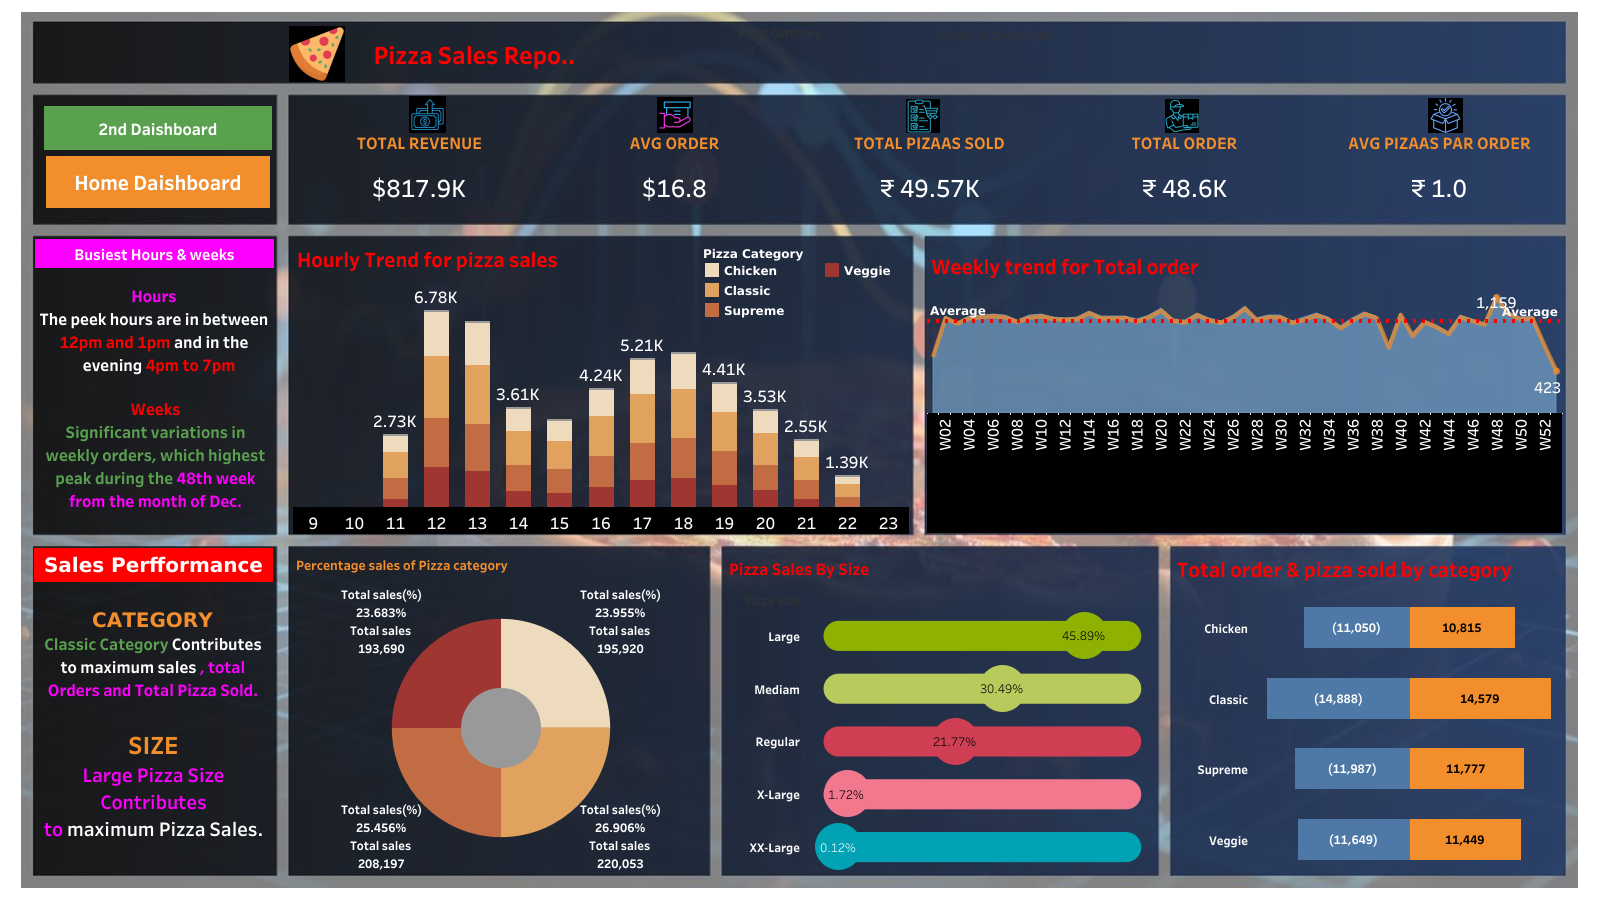 Pizza Category
Pizza Sales Repo..
2nd Daishboard
Home Daishboard
TOTAL REVENUE
$817.9K
AVG ORDER
$16.8
TOTAL PIZAAS SOLD
₹ 49.57K
TOTAL ORDER
₹ 48.6K
AVG PIZAAS PAR ORDER
₹ 1.0
Busiest Hours & weeks
Hours
The peek hours are in between
12pm and 1pm and in the
evening 4pm to 7pm
Weeks
Significant variations in
weekly orders, which highest
peak during the 48th week
from the month of Dec.
Hourly Trend for pizza sales
Pizza Category
Chicken
Veggie
Classic
Supreme
6.78K
5.21K
4.24K
4.41K
3.61K
3.53K
2.73K
2.55K
1.39K
9 10 11 12 13 14 15 16 17 18 19 20 21 22 23
Weekly trend for Total order
Average
1,159
Average
423
W02 W04 W06 W08 W10 W12 W14 W16 W18 W20 W22 W24 W26 W28 W30 W32 W34 W36 W38 W40 W42 W44 W46 W48 W50 W52
Sales Perfformance
CATEGORY
Classic Category Contributes
to maximum sales , total
Orders and Total Pizza Sold.
SIZE
Large Pizza Size
Contributes
to maximum Pizza Sales.
Percentage sales of Pizza category
Total sales(%)
23.683%
Total sales
193,690
Total sales(%)
23.955%
Total sales
195,920
Total sales(%)
25.456%
Total sales
208,197
Total sales(%)
26.906%
Total sales
220,053
Pizza Sales By Size
Pizza Size
Large
45.89%
Mediam
30.49%
Regular
21.77%
X-Large
1.72%
XX-Large
0.12%
Total order & pizza sold by category
Chicken
(11,050)
10,815
Classic
(14,888)
14,579
Supreme
(11,987)
11,777
Veggie
(11,649)
11,449